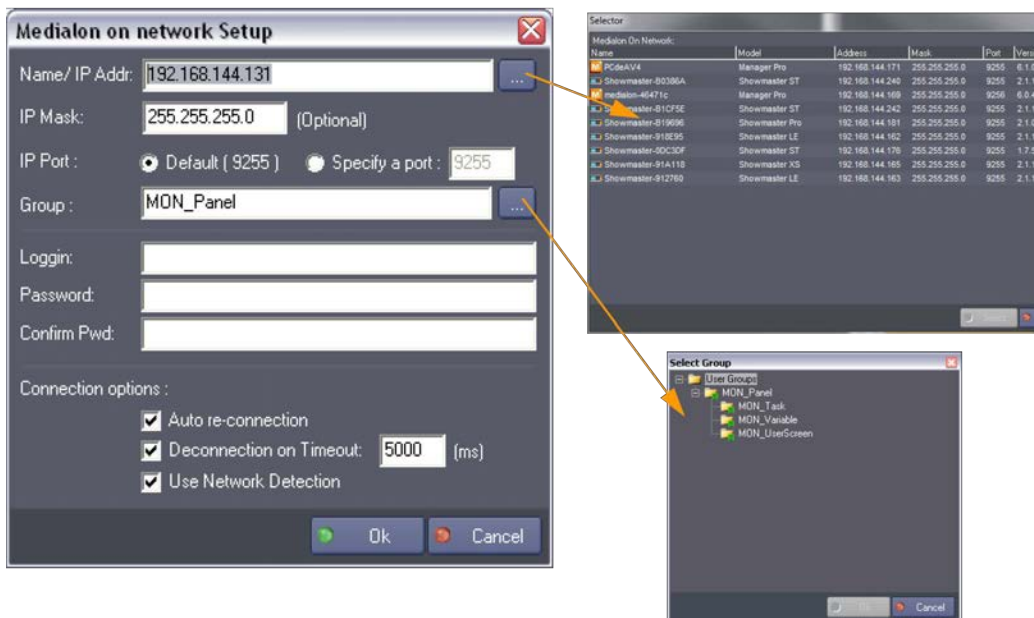 Medialon on network Setup
Name/ IP Addr: 192.168.144.131 ...
IP Mask: 255.255.255.0 (Optional)
IP Port : Default ( 9255 ) Specify a port : 9255
Group : MON_Panel ...
Loggin:
Password:
Confirm Pwd:
Connection options :
Auto re-connection
Deconnection on Timeout: 5000 (ms)
Use Network Detection
Ok Cancel
Selector
Medialon On Network:
Name Model Address Mask Port
PCdeAV4 Manager Pro 192.168.144.171 255.255.255.0 9255
Showmaster-B0386A Showmaster ST 192.168.144.240 255.255.255.0 9255
medialon-46471c Manager Pro 192.168.144.169 255.255.255.0 9256
Showmaster-B1CF5E Showmaster ST 192.168.144.242 255.255.255.0 9255
Showmaster-819696 Showmaster Pro 192.168.144.181 255.255.255.0 9255
Showmaster-918E95 Showmaster LE 192.168.144.162 255.255.255.0 9255
Showmaster-0DC3DF Showmaster ST 192.168.144.178 255.255.255.0 9255
Showmaster-91A118 Showmaster XS 192.168.144.165 255.255.255.0 9255
Showmaster-912760 Showmaster LE 192.168.144.163 255.255.255.0 9255
Select
Select Group
User Groups
MON_Panel
MON_Task
MON_Variable
MON_UserScreen
Cancel